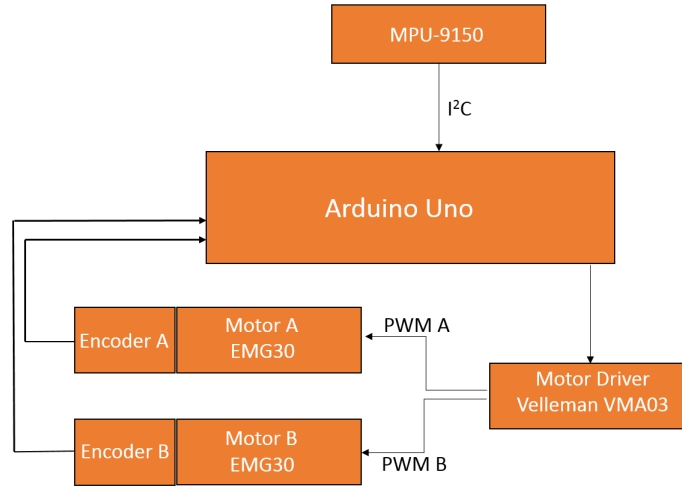 MPU-9150
I²C
Arduino Uno
Encoder A
Motor A
EMG30
PWM A
Motor Driver
Velleman VMA03
Encoder B
Motor B
EMG30
PWM B